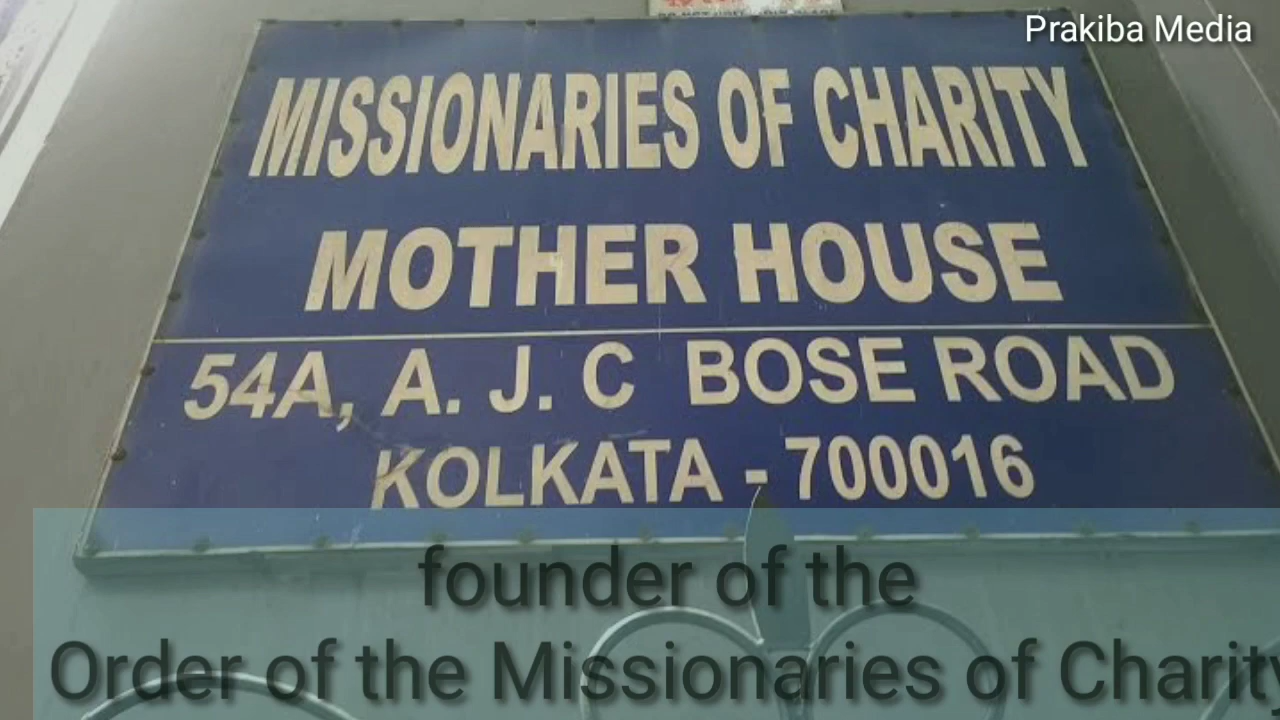 Prakiba Media
MISSIONARIES OF CHARITY
MOTHER HOUSE
54A, A. J. C BOSE ROAD
KOLKATA - 700016
founder of the
Order of the Missionaries of Charity